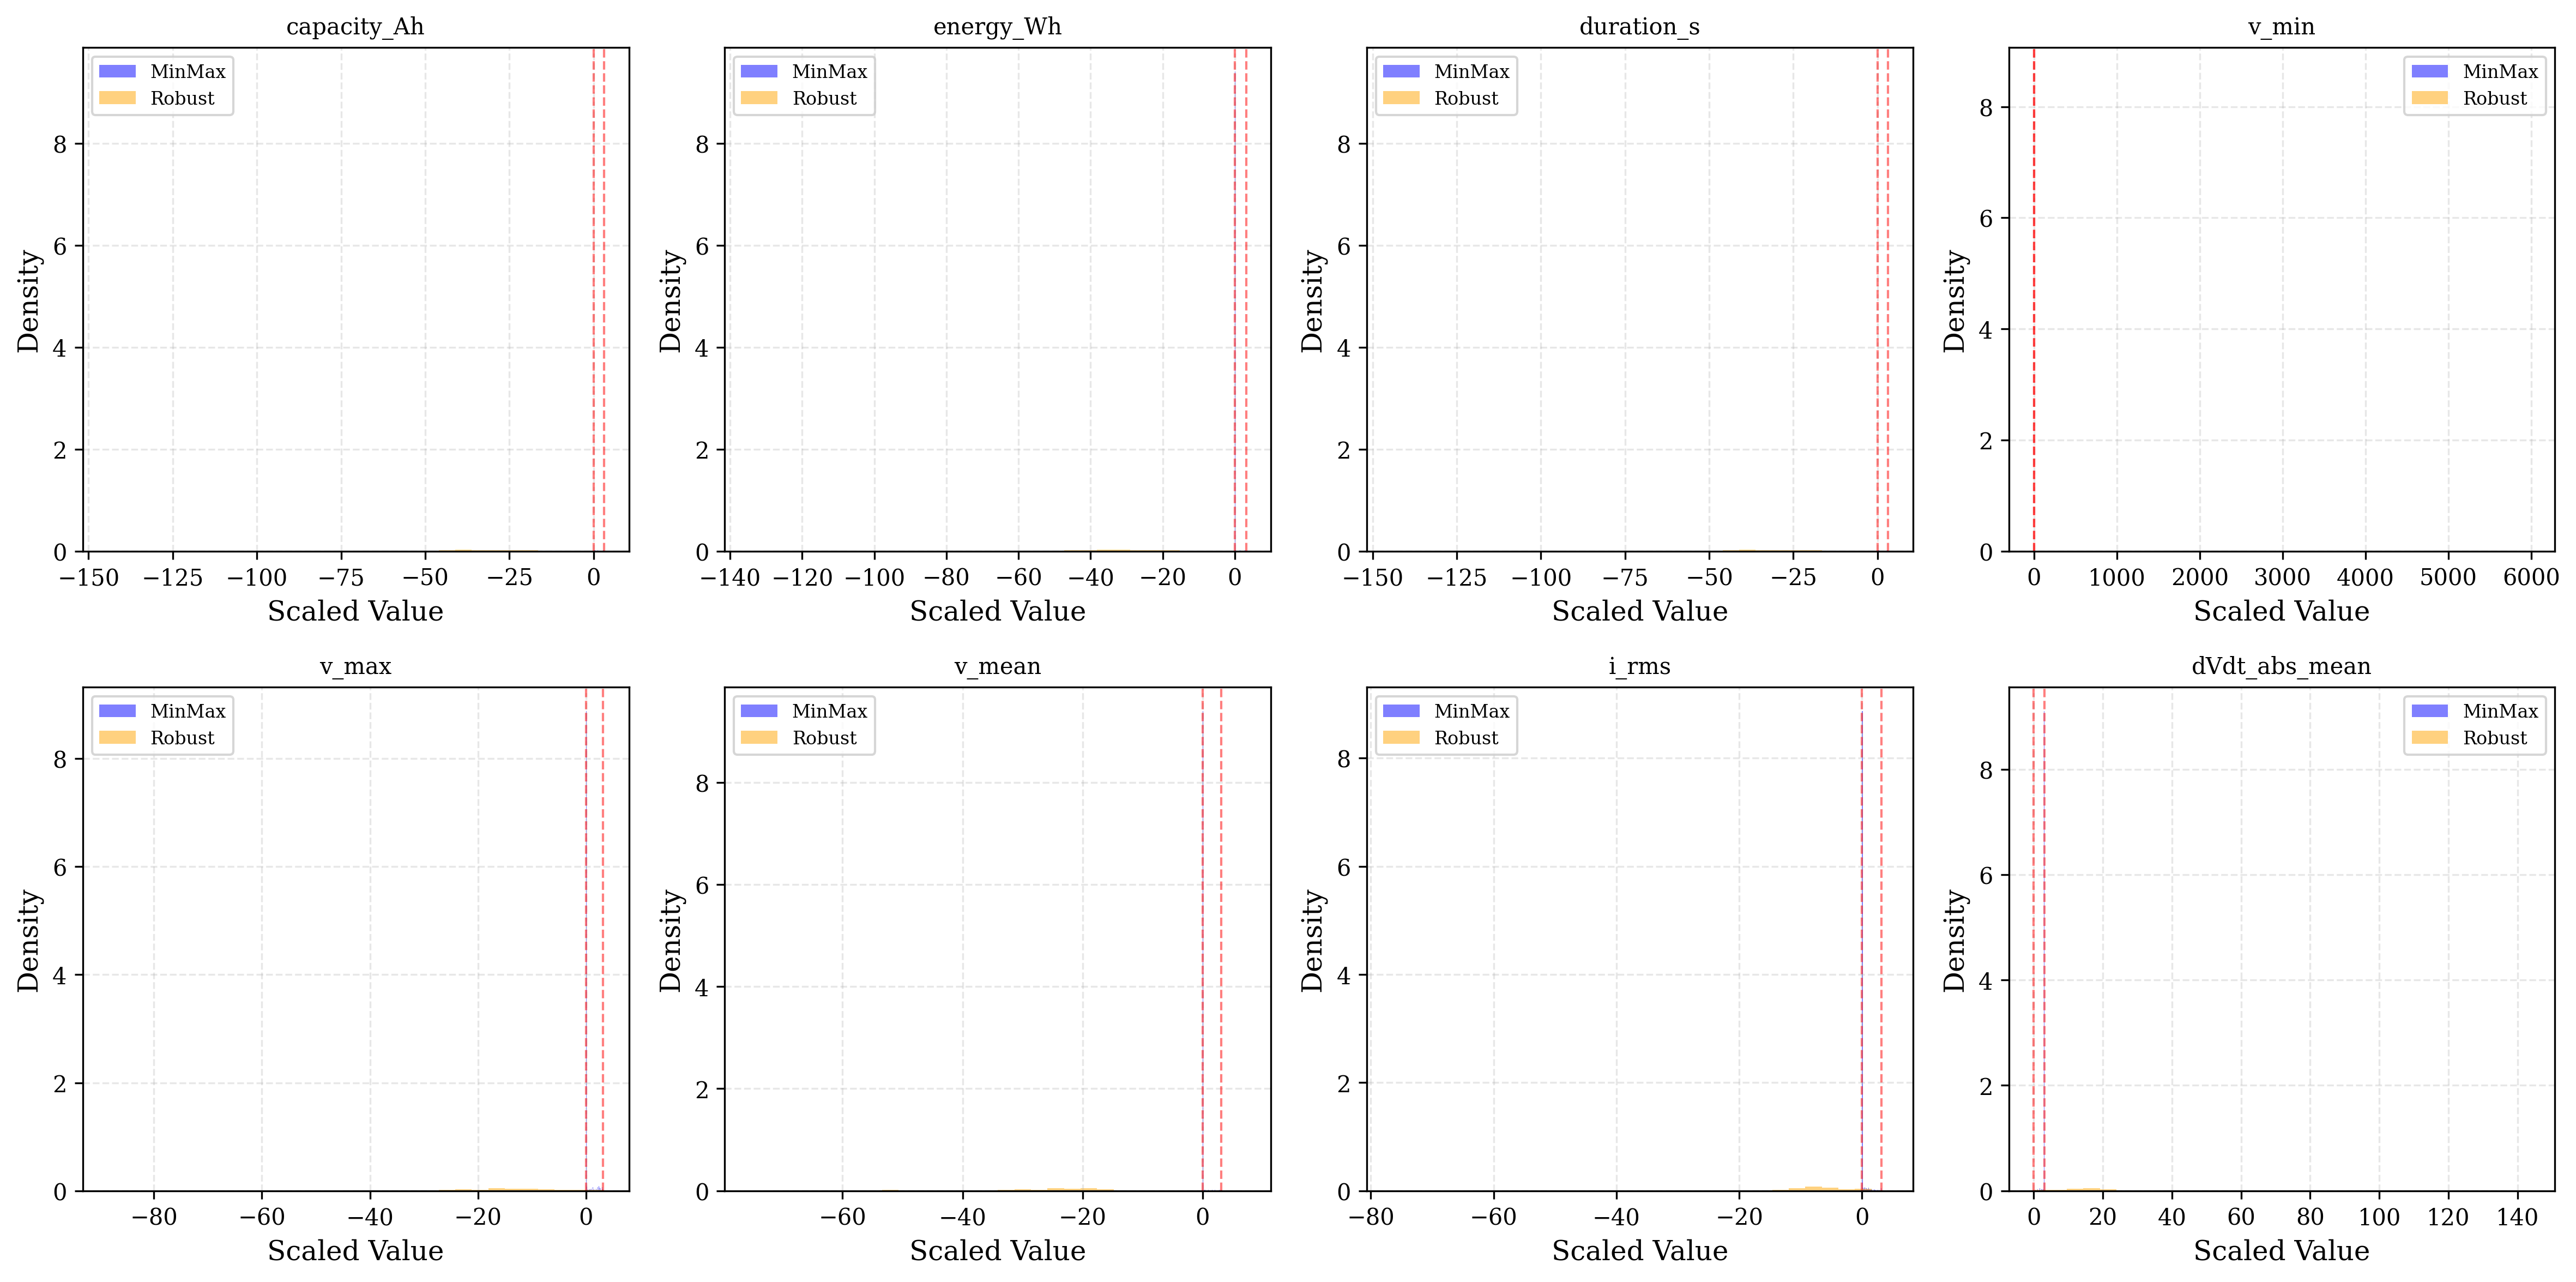 capacity_Ah
MinMax
Robust
Density
8
6
4
2
0
−150 −125 −100 −75 −50 −25 0
Scaled Value
energy_Wh
MinMax
Robust
Density
8
6
4
2
0
−140 −120 −100 −80 −60 −40 −20 0
Scaled Value
duration_s
MinMax
Robust
Density
8
6
4
2
0
−150 −125 −100 −75 −50 −25 0
Scaled Value
v_min
MinMax
Robust
Density
8
6
4
2
0
0 1000 2000 3000 4000 5000 6000
Scaled Value
v_max
MinMax
Robust
Density
8
6
4
2
0
−80 −60 −40 −20 0
Scaled Value
v_mean
MinMax
Robust
Density
8
6
4
2
0
−60 −40 −20 0
Scaled Value
i_rms
MinMax
Robust
Density
8
6
4
2
0
−80 −60 −40 −20 0
Scaled Value
dVdt_abs_mean
MinMax
Robust
Density
8
6
4
2
0
0 20 40 60 80 100 120 140
Scaled Value